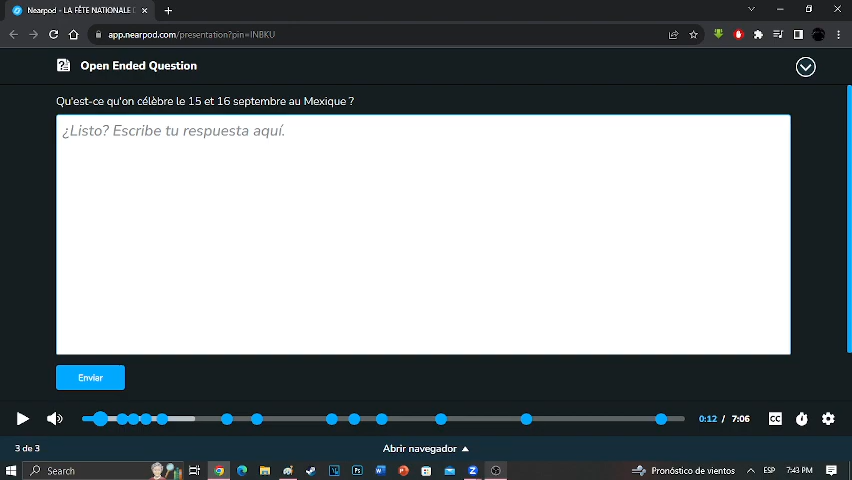 Nearpod - LA FÊTE NATIONALE D
app.nearpod.com/presentation?pin=INBKU
Open Ended Question
Qu'est-ce qu'on célèbre le 15 et 16 septembre au Mexique ?
¿Listo? Escribe tu respuesta aquí.
Enviar
0:12 / 7:06
CC
3 de 3
Abrir navegador
Search
Pronóstico de vientos
ESP
7:43 PM